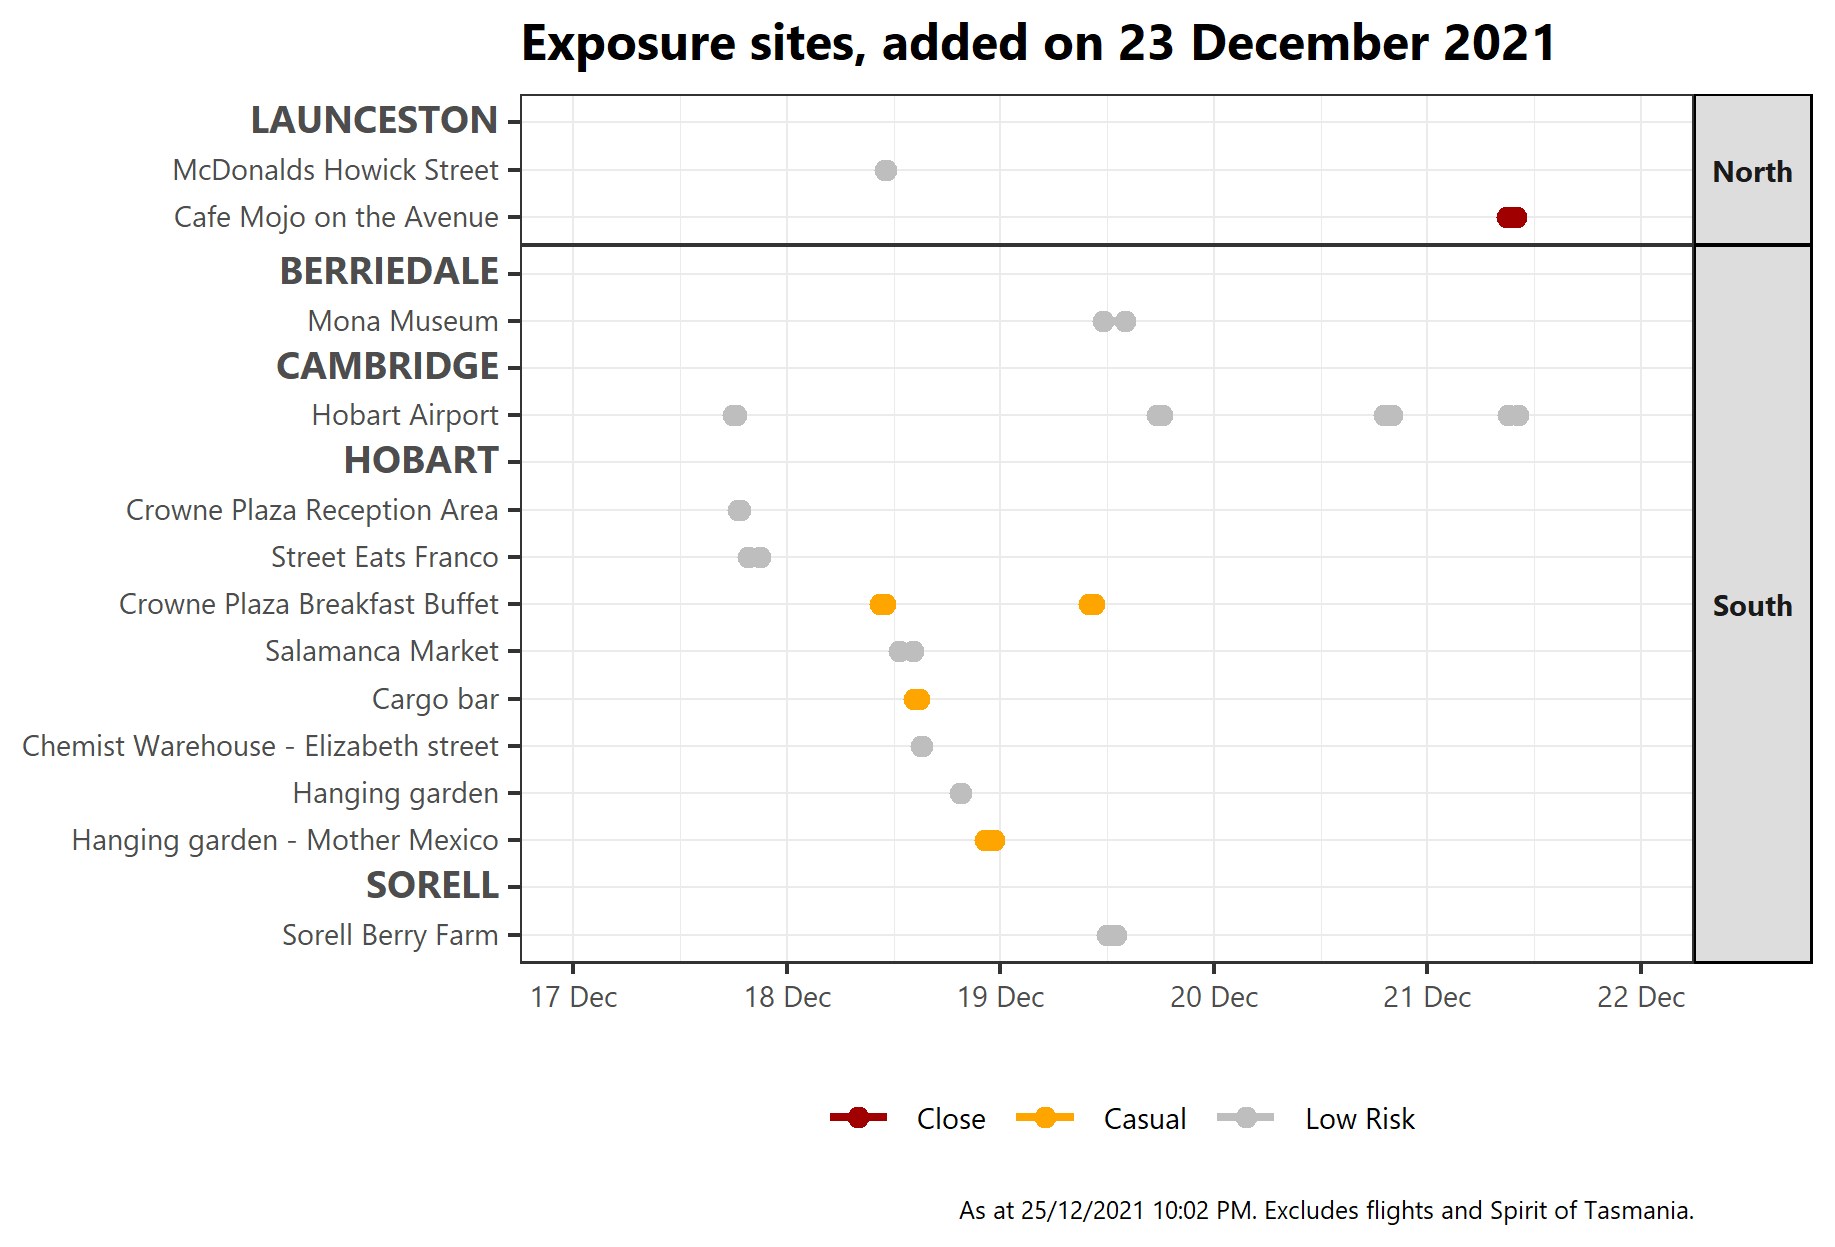 Exposure sites, added on 23 December 2021
LAUNCESTON
McDonalds Howick Street
Cafe Mojo on the Avenue
North
BERRIEDALE
Mona Museum
CAMBRIDGE
Hobart Airport
HOBART
Crowne Plaza Reception Area
Street Eats Franco
Crowne Plaza Breakfast Buffet
Salamanca Market
Cargo bar
Chemist Warehouse - Elizabeth street
Hanging garden
Hanging garden - Mother Mexico
SORELL
Sorell Berry Farm
South
17 Dec 18 Dec 19 Dec 20 Dec 21 Dec 22 Dec
Close Casual Low Risk
As at 25/12/2021 10:02 PM. Excludes flights and Spirit of Tasmania.